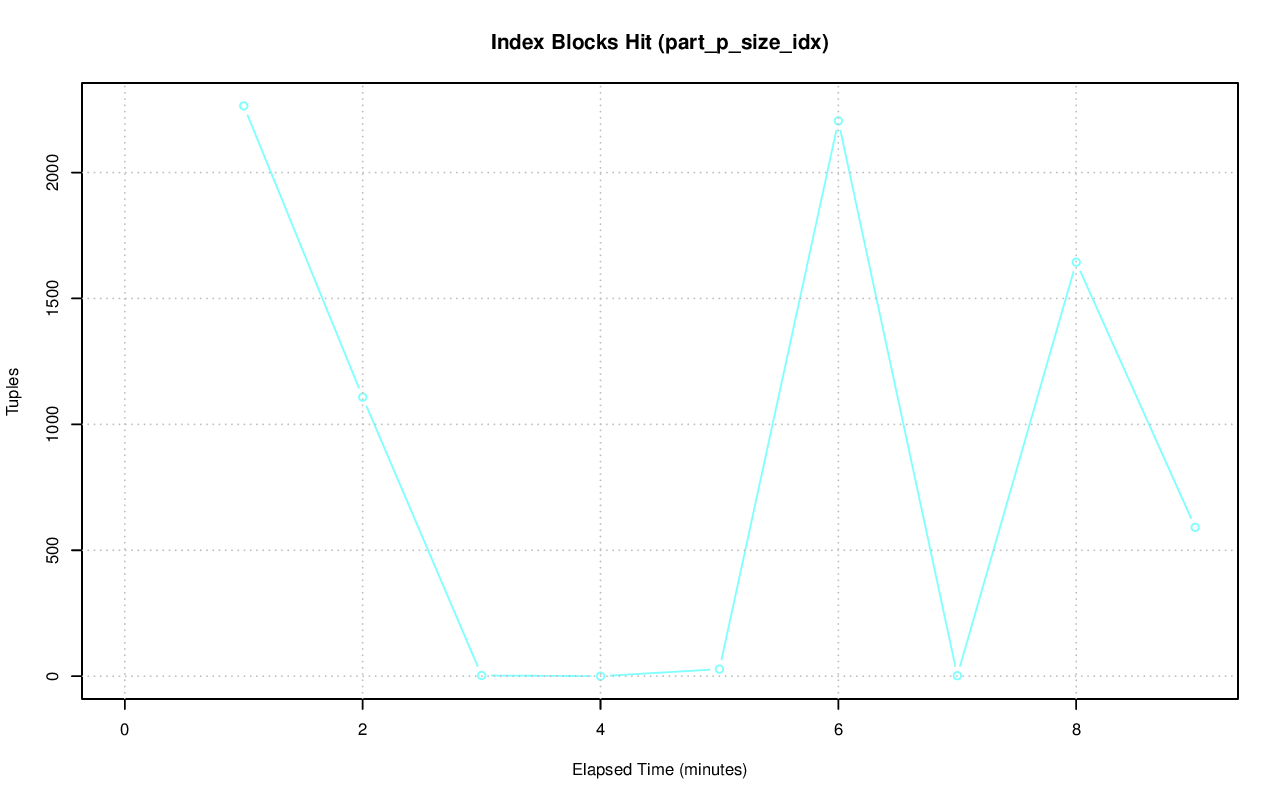 Index Blocks Hit (part_p_size_idx)
Tuples
2000
1500
1000
500
0
0 2 4 6 8
Elapsed Time (minutes)